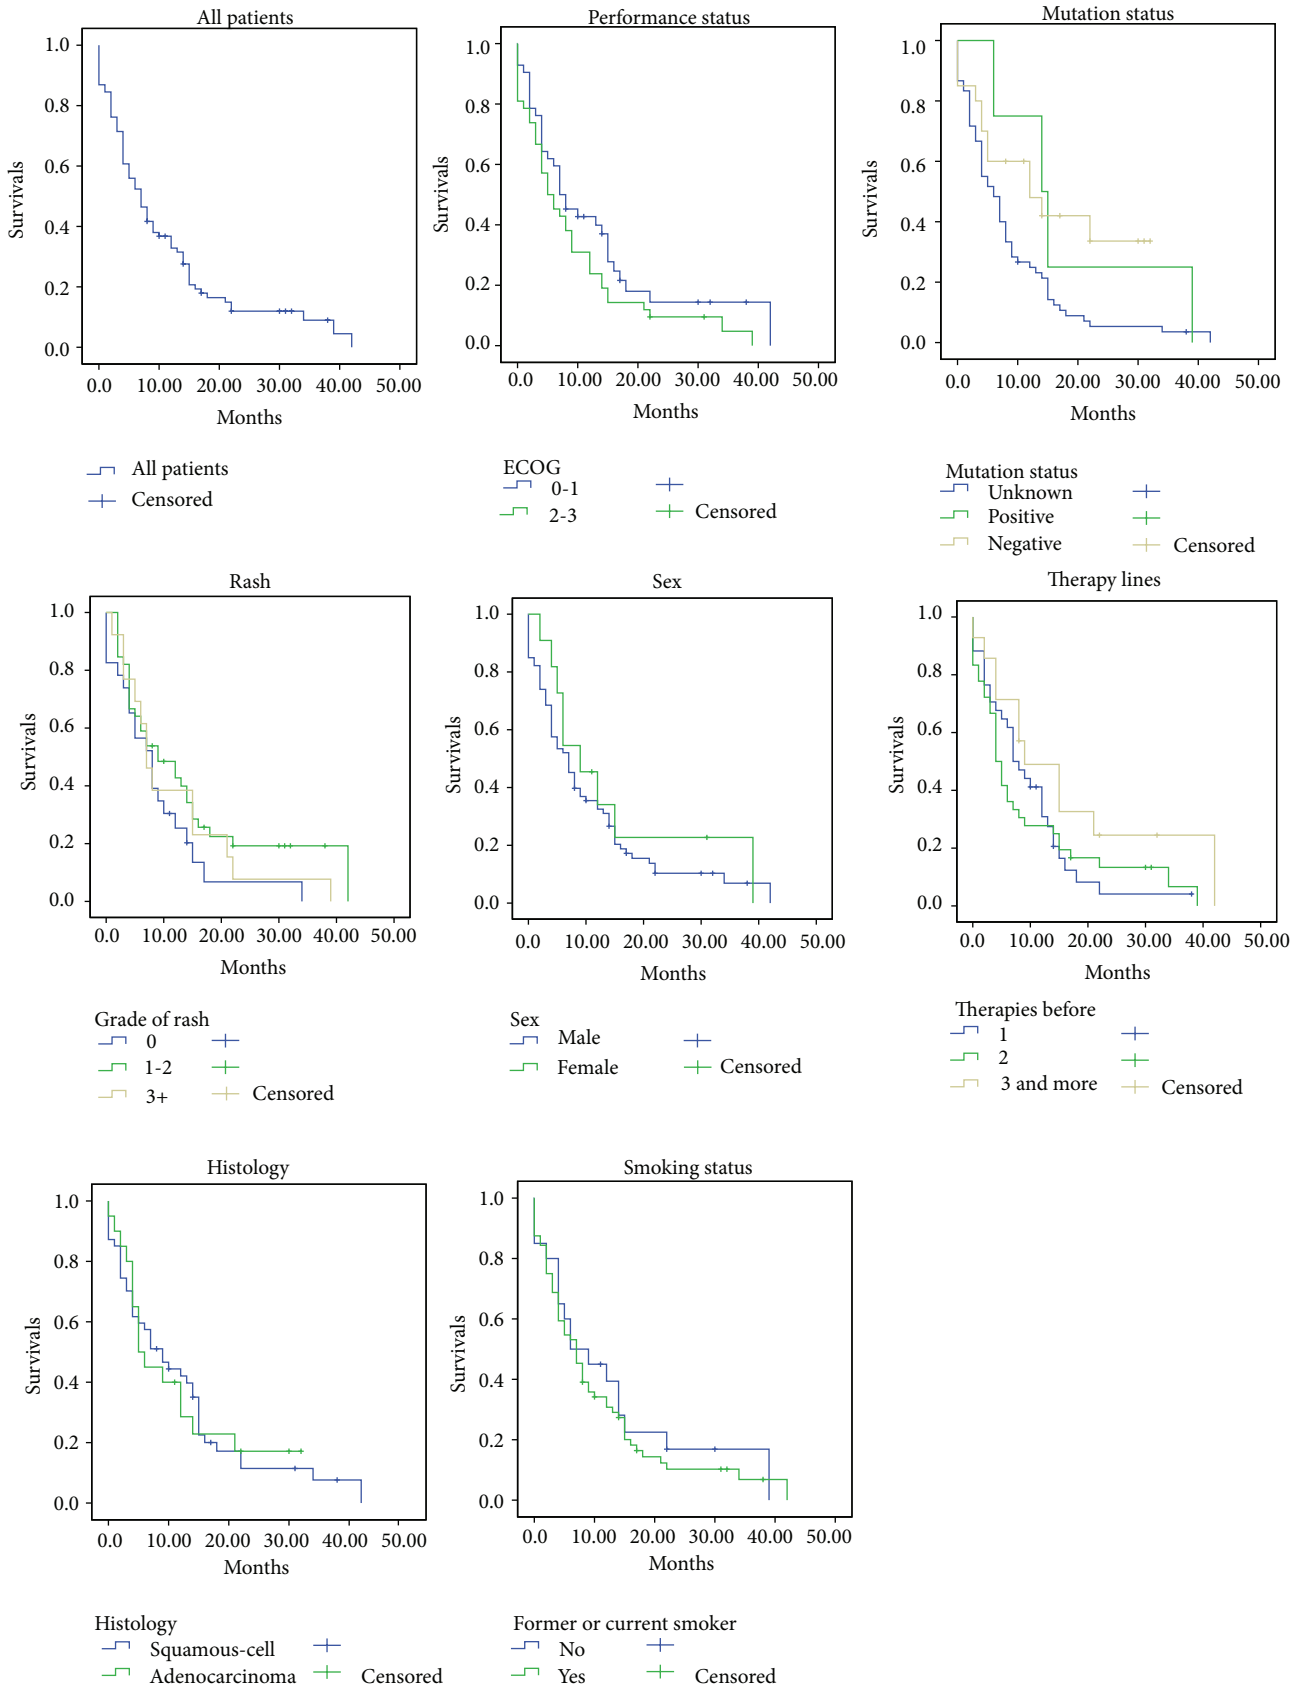 All patients
1.0
0.8
0.6
0.4
0.2
0.0
Survivals
0.0 10.00 20.00 30.00 40.00 50.00
Months
All patients
Censored
Performance status
1.0
0.8
0.6
0.4
0.2
0.0
Survivals
0.0 10.00 20.00 30.00 40.00 50.00
Months
ECOG
0-1
2-3 Censored
Mutation status
1.0
0.8
0.6
0.4
0.2
0.0
Survivals
0.0 10.00 20.00 30.00 40.00 50.00
Months
Mutation status
Unknown
Positive
Negative Censored
Rash
1.0
0.8
0.6
0.4
0.2
0.0
Survivals
0.0 10.00 20.00 30.00 40.00 50.00
Months
Grade of rash
0
1-2
3+ Censored
Sex
1.0
0.8
0.6
0.4
0.2
0.0
Survivals
0.0 10.00 20.00 30.00 40.00 50.00
Months
Sex
Male
Female Censored
Therapy lines
1.0
0.8
0.6
0.4
0.2
0.0
Survivals
0.0 10.00 20.00 30.00 40.00 50.00
Months
Therapies before
1
2
3 and more Censored
Histology
1.0
0.8
0.6
0.4
0.2
0.0
Survivals
0.0 10.00 20.00 30.00 40.00 50.00
Months
Histology
Squamous-cell
Adenocarcinoma Censored
Smoking status
1.0
0.8
0.6
0.4
0.2
0.0
Survivals
0.0 10.00 20.00 30.00 40.00 50.00
Months
Former or current smoker
No
Yes Censored